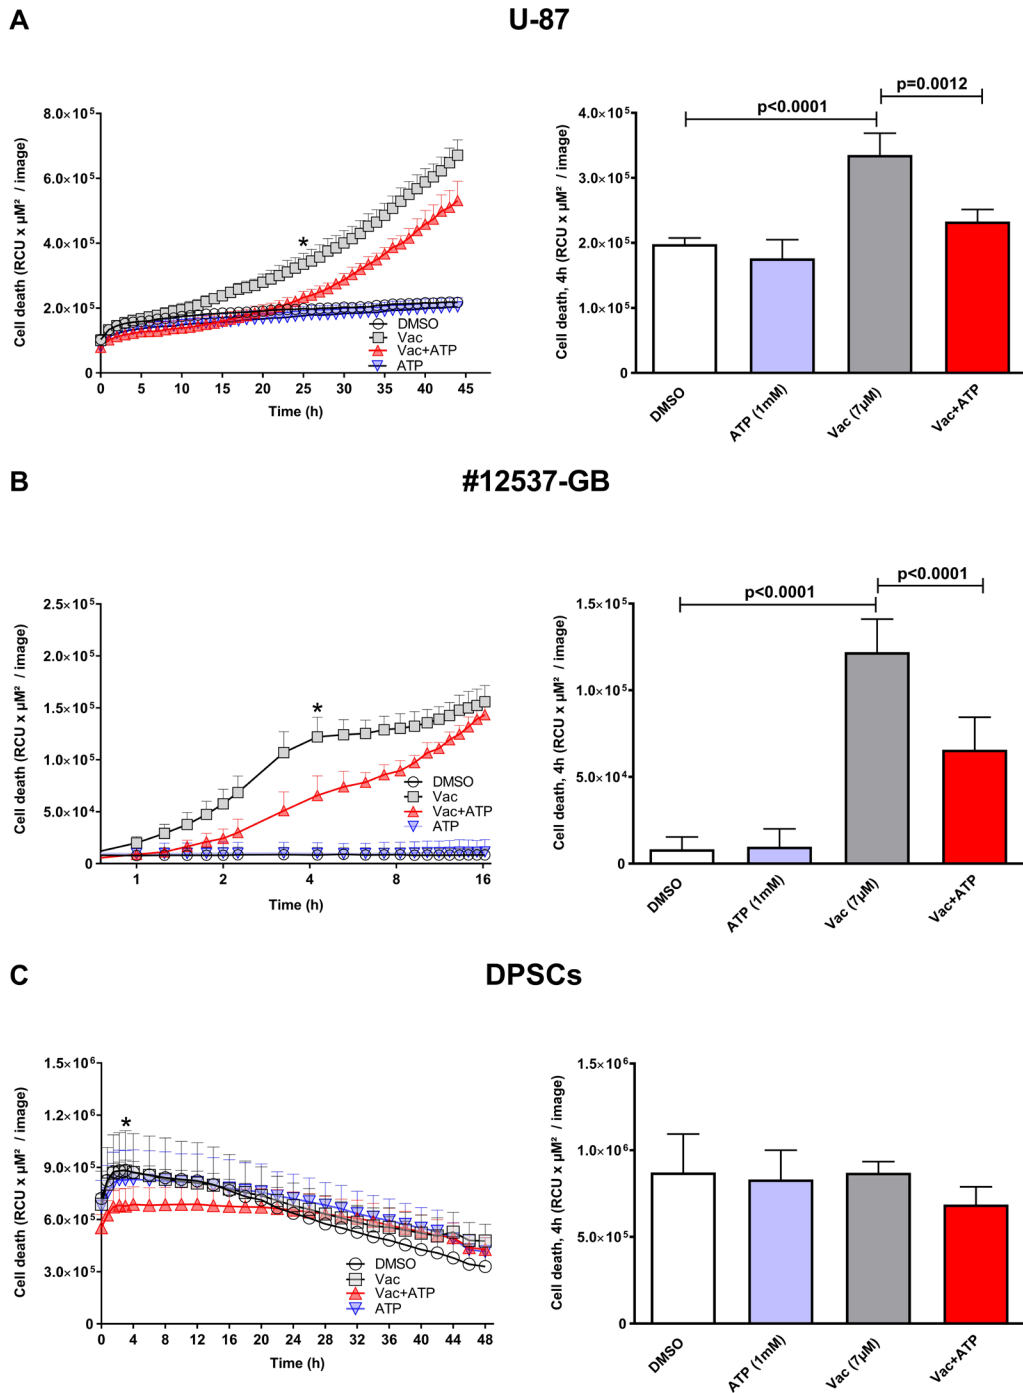 A
U-87
Cell death (RCU x µM² / image)
8.0×10⁵
6.0×10⁵
4.0×10⁵
2.0×10⁵
0
*
DMSO
Vac
Vac+ATP
ATP
0 5 10 15 20 25 30 35 40 45
Time (h)
Cell death, 4h (RCU x µM² / image)
4.0×10⁵
3.0×10⁵
2.0×10⁵
1.0×10⁵
0
p<0.0001
p=0.0012
DMSO
ATP (1mM)
Vac (7µM)
Vac+ATP
B
#12537-GB
Cell death (RCU x µM² / image)
2.5×10⁵
2.0×10⁵
1.5×10⁵
1.0×10⁵
5.0×10⁴
0
*
DMSO
Vac
Vac+ATP
ATP
1 2 4 8 16
Time (h)
Cell death, 4h (RCU x µM² / image)
1.5×10⁵
1.0×10⁵
5.0×10⁴
0
p<0.0001
p<0.0001
DMSO
ATP (1mM)
Vac (7µM)
Vac+ATP
C
DPSCs
Cell death (RCU x µM² / image)
1.5×10⁶
1.2×10⁶
9.0×10⁵
6.0×10⁵
3.0×10⁵
0
*
DMSO
Vac
Vac+ATP
ATP
0 4 8 12 16 20 24 28 32 36 40 44 48
Time (h)
Cell death, 4h (RCU x µM² / image)
1.5×10⁶
1.0×10⁶
5.0×10⁵
0
DMSO
ATP (1mM)
Vac (7µM)
Vac+ATP